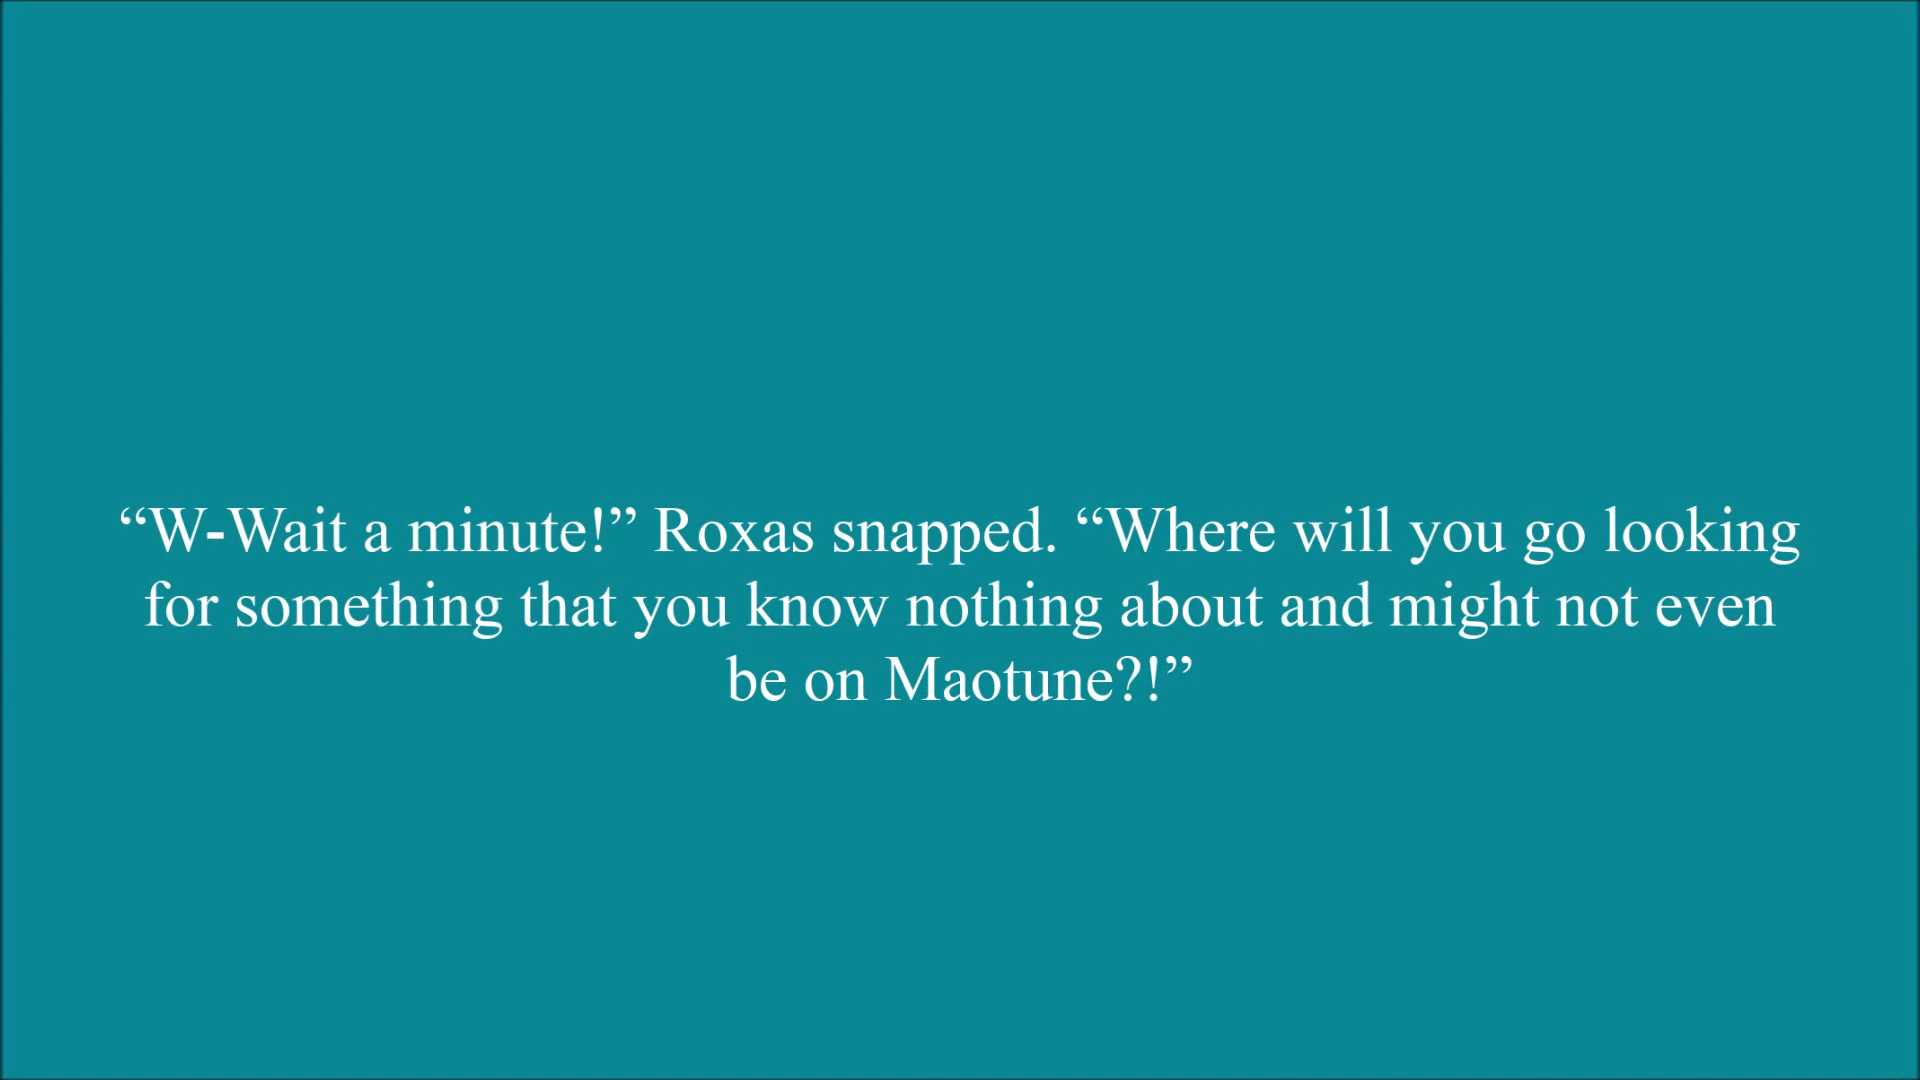 “W-Wait a minute!” Roxas snapped. “Where will you go looking
for something that you know nothing about and might not even
be on Maotune?!”